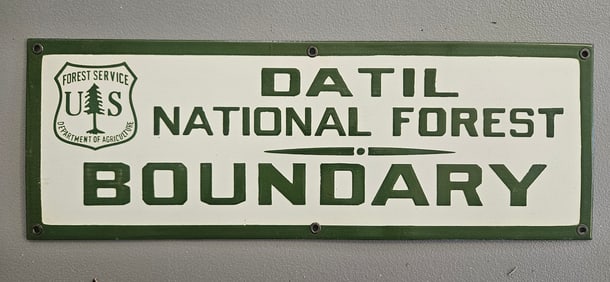 FOREST SERVICE
U S
DEPARTMENT OF AGRICULTURE
DATIL
NATIONAL FOREST
BOUNDARY